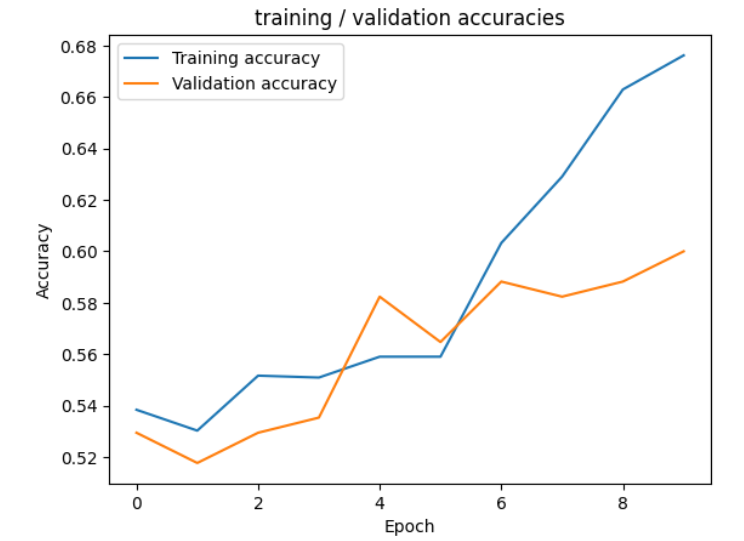 training / validation accuracies
Training accuracy
Validation accuracy
0.68
0.66
0.64
0.62
0.60
0.58
0.56
0.54
0.52
Accuracy
0 2 4 6 8
Epoch